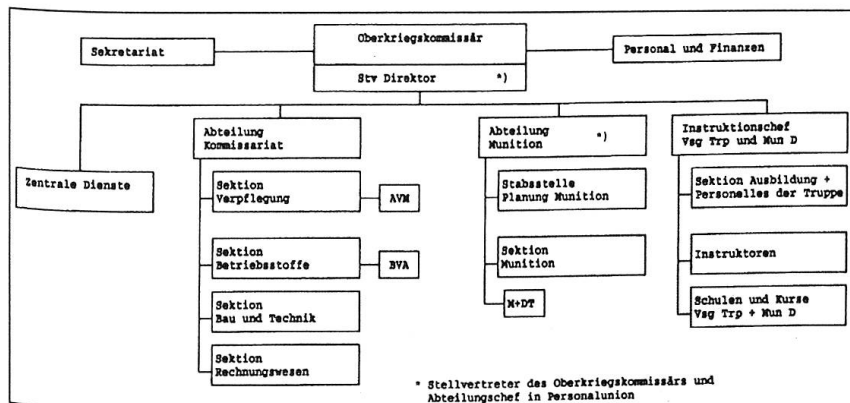 Oberkriegskommissär
Sekretariat
Personal und Finanzen
Stv Direktor *)
Zentrale Dienste
Abteilung
Kommissariat
Sektion
Verpflegung
AVM
Sektion
Betriebsstoffe
BVA
Sektion
Bau und Technik
Sektion
Rechnungswesen
Abteilung *)
Munition
Stabsstelle
Planung Munition
Sektion
Munition
M+DT
Instruktionschef
Vsg Trp und Mun D
Sektion Ausbildung +
Personelles der Truppe
Instruktoren
Schulen und Kurse
Vsg Trp + Mun D
* Stellvertreter des Oberkriegskommissärs und
Abteilungschef in Personalunion